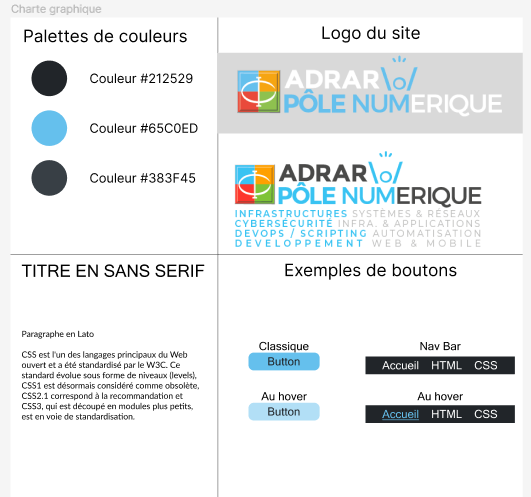 Charte graphique
Palettes de couleurs
Couleur #212529
Couleur #65C0ED
Couleur #383F45
Logo du site
ADRAR\o/
PÔLE NUMERIQUE
ADRAR\o/
PÔLE NUMERIQUE
INFRASTRUCTURES SYSTÈMES & RÉSEAUX
CYBERSÉCURITÉ INFRA. & APPLICATIONS
DEVOPS / SCRIPTING AUTOMATISATION
DEVELOPPEMENT WEB & MOBILE
TITRE EN SANS SERIF
Paragraphe en Lato
CSS est l'un des langages principaux du Web
ouvert et a été standardisé par le W3C. Ce
standard évolue sous forme de niveaux (levels),
CSS1 est désormais considéré comme obsolète,
CSS2.1 correspond à la recommandation et
CSS3, qui est découpé en modules plus petits,
est en voie de standardisation.
Exemples de boutons
Classique
Button
Au hover
Button
Nav Bar
Accueil HTML CSS
Au hover
Accueil HTML CSS